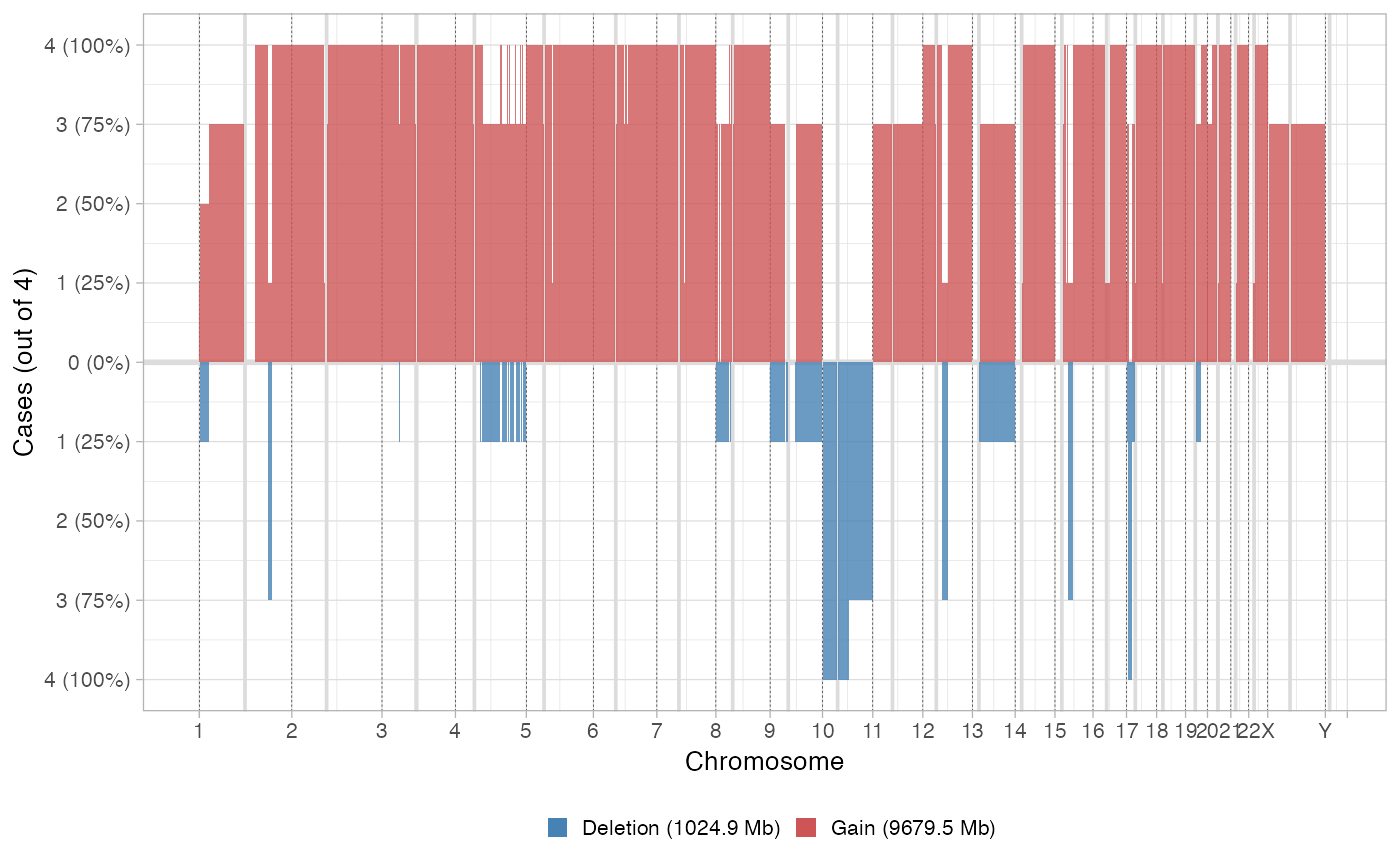 4 (100%)
3 (75%)
2 (50%)
1 (25%)
0 (0%)
1 (25%)
2 (50%)
3 (75%)
4 (100%)
Cases (out of 4)
1 2 3 4 5 6 7 8 9 10 11 12 13 14 15 16 17 18 19 20 21 22 X Y
Chromosome
Deletion (1024.9 Mb) Gain (9679.5 Mb)